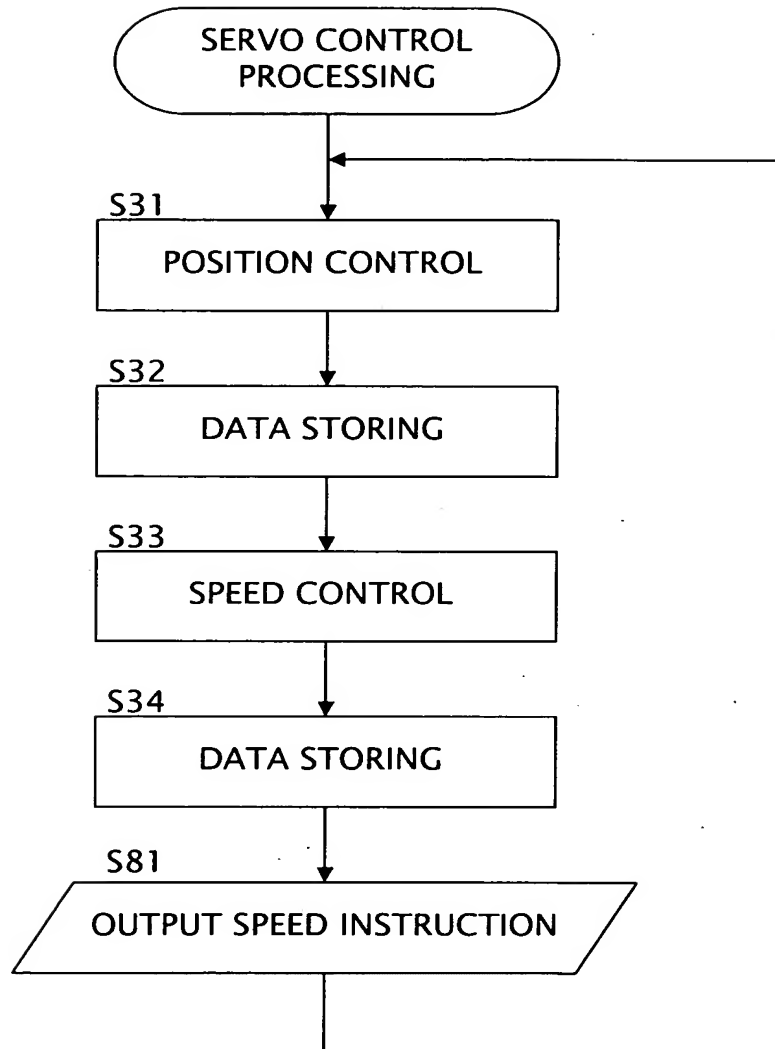 SERVO CONTROL
PROCESSING
S31
POSITION CONTROL
S32
DATA STORING
S33
SPEED CONTROL
S34
DATA STORING
S81
OUTPUT SPEED INSTRUCTION